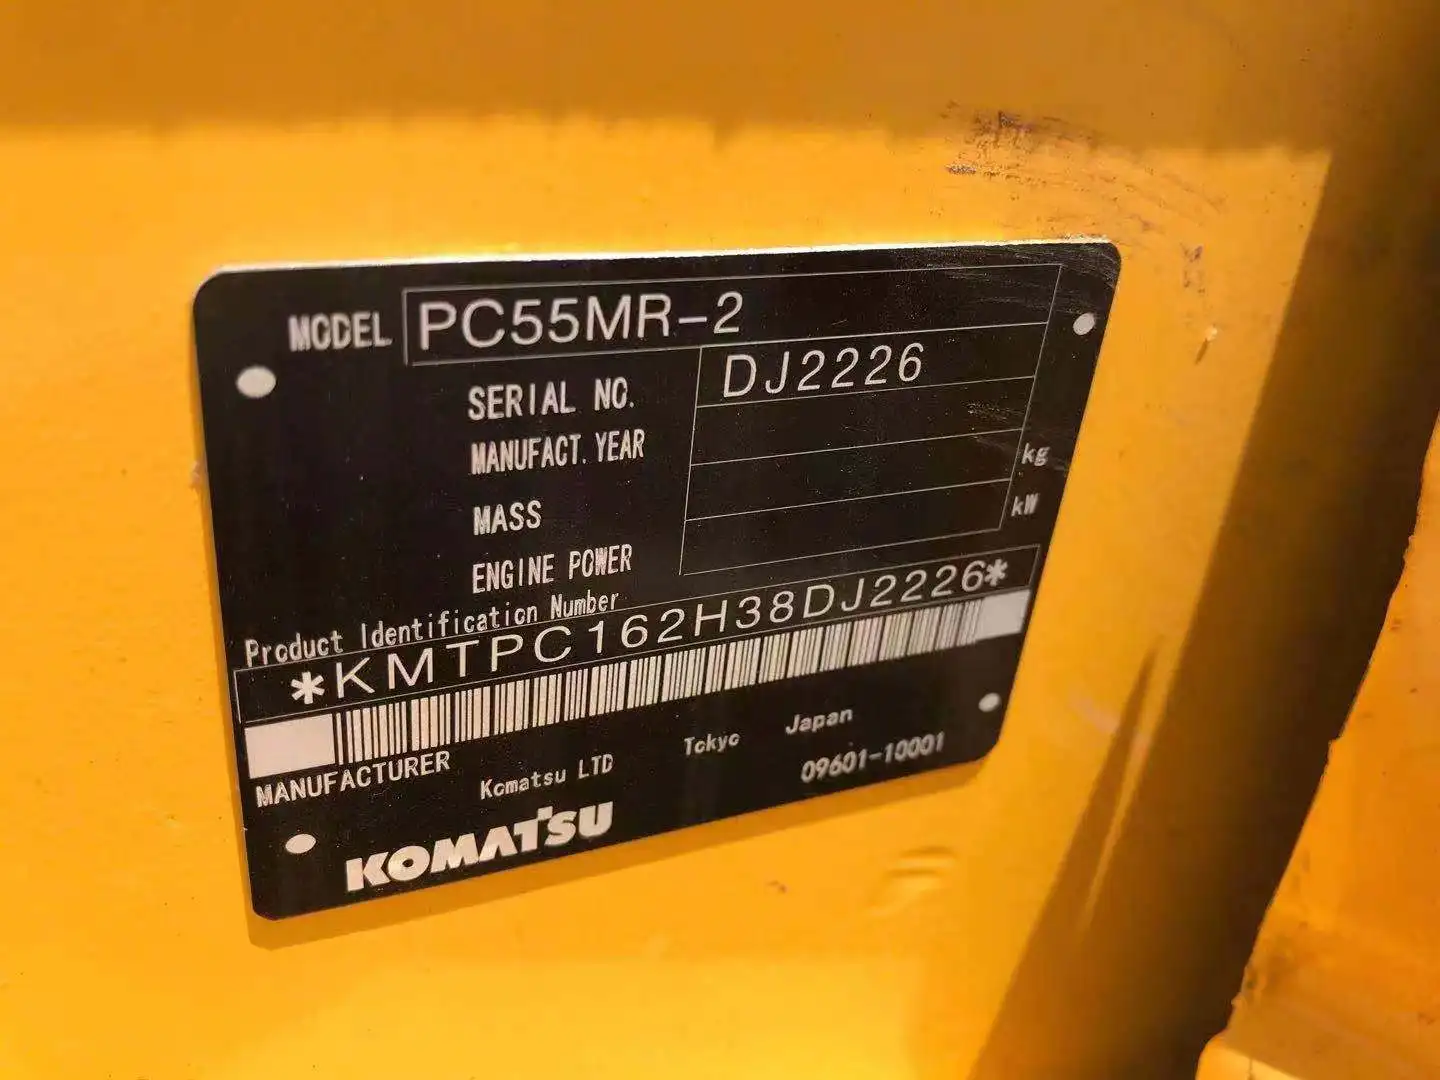 MODEL PC55MR-2
SERIAL NO. DJ2226
MANUFACT. YEAR
MASS kg
ENGINE POWER kW
Product Identification Number
*KMTPC162H38DJ2226*
MANUFACTURER Komatsu LTD Tokyo Japan
09601-10001
KOMATSU